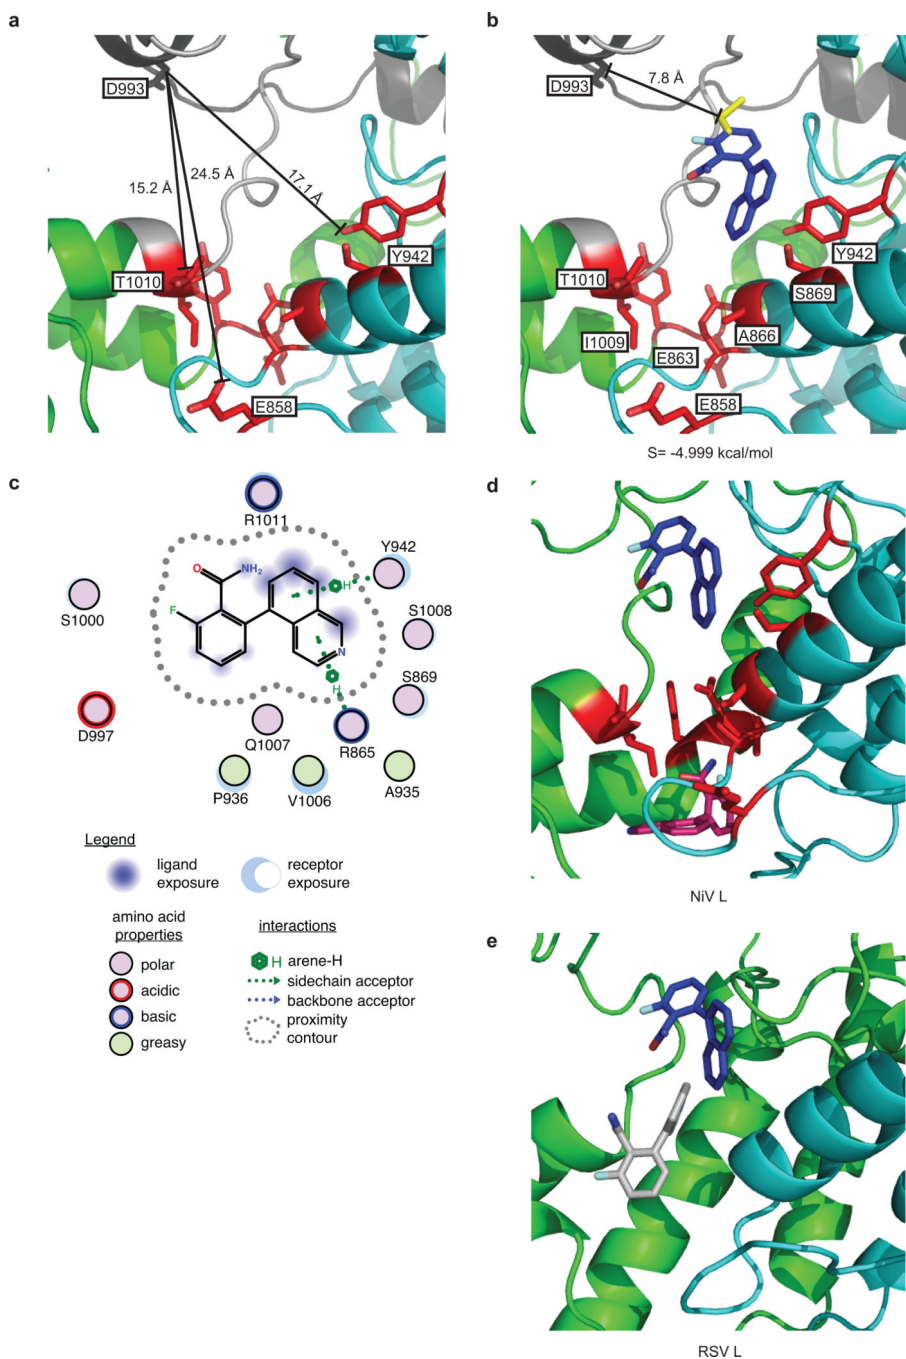 a
D993
15.2 Å
24.5 Å
17.1 Å
T1010
Y942
E858
b
D993
7.8 Å
T1010
I1009
E863
A866
S869
Y942
E858
S= -4.999 kcal/mol
c
R1011
Y942
S1000
S1008
S869
D997
Q1007
R865
P936
V1006
A935
O
NH₂
F
N
H
H
Legend
ligand
exposure
receptor
exposure
amino acid
properties
polar
acidic
basic
greasy
interactions
H arene-H
sidechain acceptor
backbone acceptor
proximity
contour
d
NiV L
e
RSV L